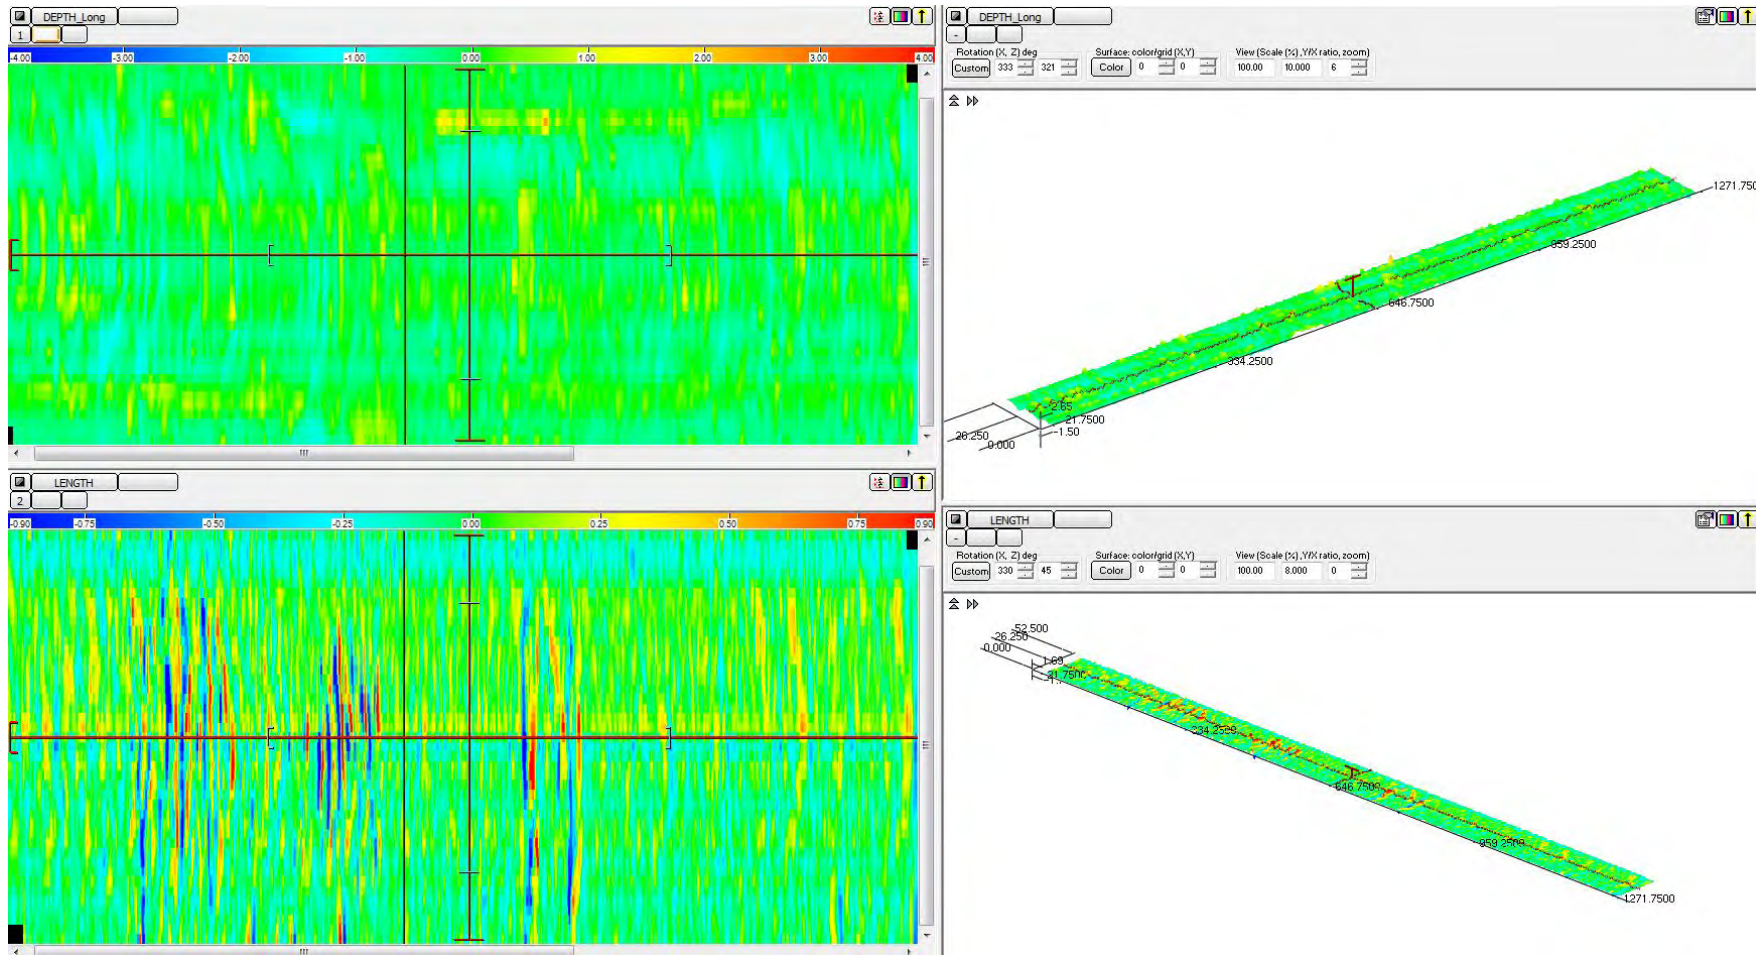 DEPTH_Long
1
-4.00 -3.00 -2.00 -1.00 0.00 1.00 2.00 3.00 4.00
DEPTH_Long
-
Rotation (X, Z) deg Surface: color/grid (X,Y) View (Scale (%) ,Y/X ratio, zoom)
Custom 333 321 Color 0 0 100.00 10.000 6
1271.750
959.2500
646.7500
334.2500
2.65
21.7500
-1.50
26.250
0.000
LENGTH
2
-0.90 -0.75 -0.50 -0.25 0.00 0.25 0.50 0.75 0.90
LENGTH
-
Rotation (X, Z) deg Surface: color/grid (X,Y) View (Scale (%) ,Y/X ratio, zoom)
Custom 330 45 Color 0 0 100.00 8.000 0
52.500
26.250
0.000
1.69
21.7500
334.2500
646.7500
959.2500
1271.7500